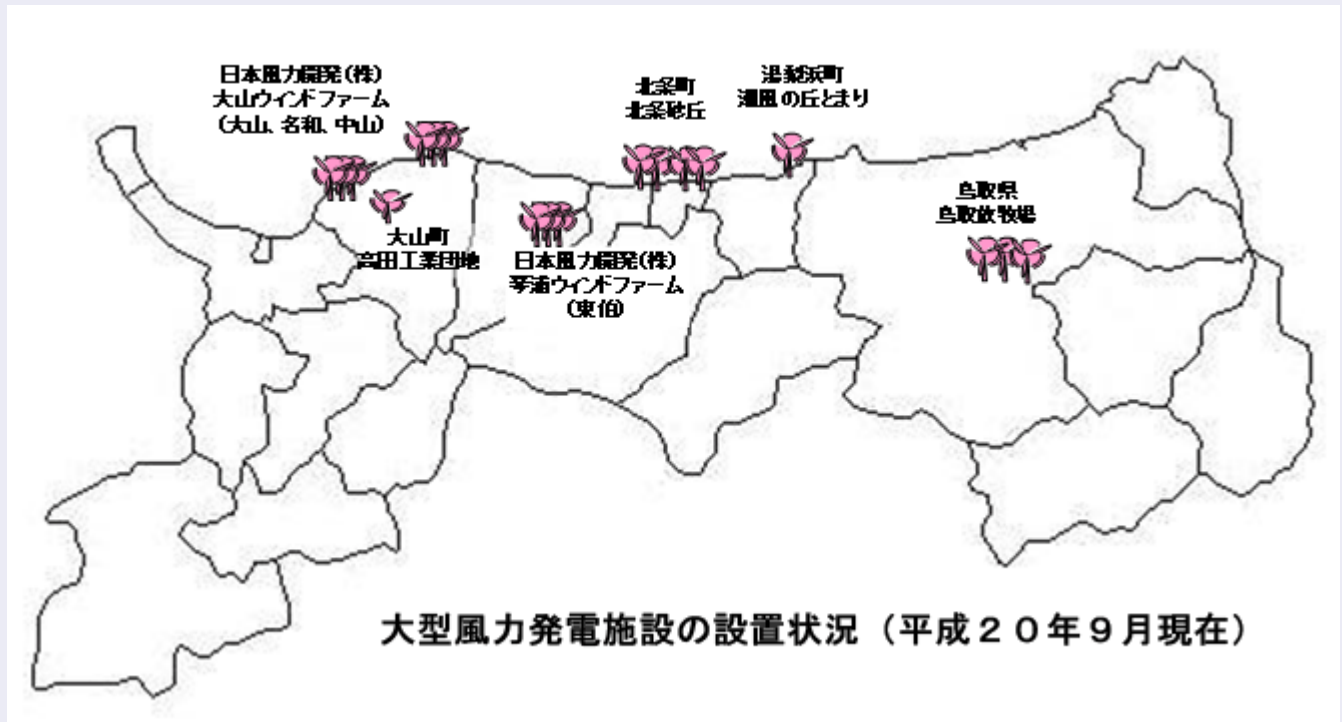 日本風力開発(株)
大山ウィンドファーム
(大山、名和、中山)
北条町
北条砂丘
湯梨浜町
潮風の丘とまり
鳥取県
鳥取放牧場
大山町
高田工業団地
日本風力開発(株)
琴浦ウィンドファーム
(東伯)
大型風力発電施設の設置状況(平成20年9月現在)